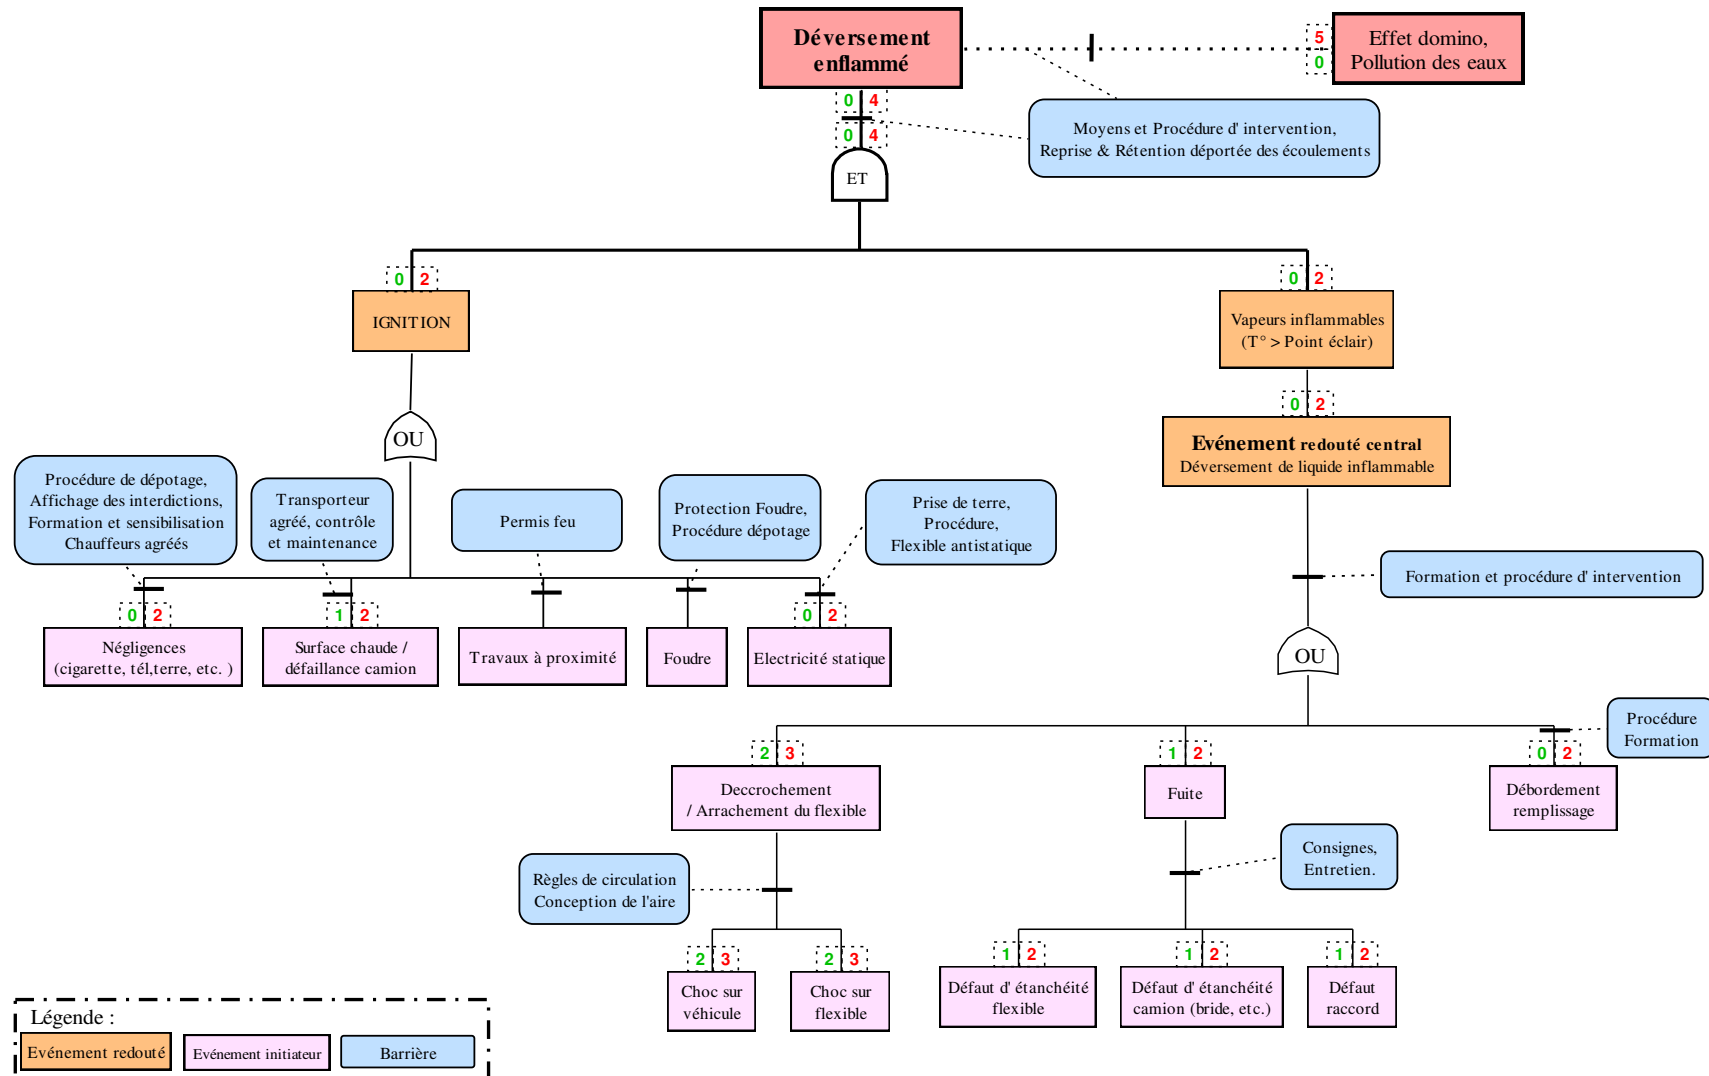 Déversement
enflammé
5
0
Effet domino,
Pollution des eaux
0 4
0 4
Moyens et Procédure d' intervention,
Reprise & Rétention déportée des écoulements
ET
0 2
IGNITION
0 2
Vapeurs inflammables
(T° > Point éclair)
0 2
Evénement redouté central
Déversement de liquide inflammable
OU
Procédure de dépotage,
Affichage des interdictions,
Formation et sensibilisation
Chauffeurs agréés
Transporteur
agréé, contrôle
et maintenance
Permis feu
Protection Foudre,
Procédure dépotage
Prise de terre,
Procédure,
Flexible antistatique
Formation et procédure d' intervention
0 2
Négligences
(cigarette, tél,terre, etc. )
1 2
Surface chaude /
défaillance camion
Travaux à proximité
Foudre
0 2
Electricité statique
OU
Procédure
Formation
2 3
Deccrochement
/ Arrachement du flexible
1 2
Fuite
0 2
Débordement
remplissage
Règles de circulation
Conception de l'aire
Consignes,
Entretien.
2 3
Choc sur
véhicule
2 3
Choc sur
flexible
1 2
Défaut d' étanchéité
flexible
1 2
Défaut d' étanchéité
camion (bride, etc.)
1 2
Défaut
raccord
Légende :
Evénement redouté
Evénement initiateur
Barrière